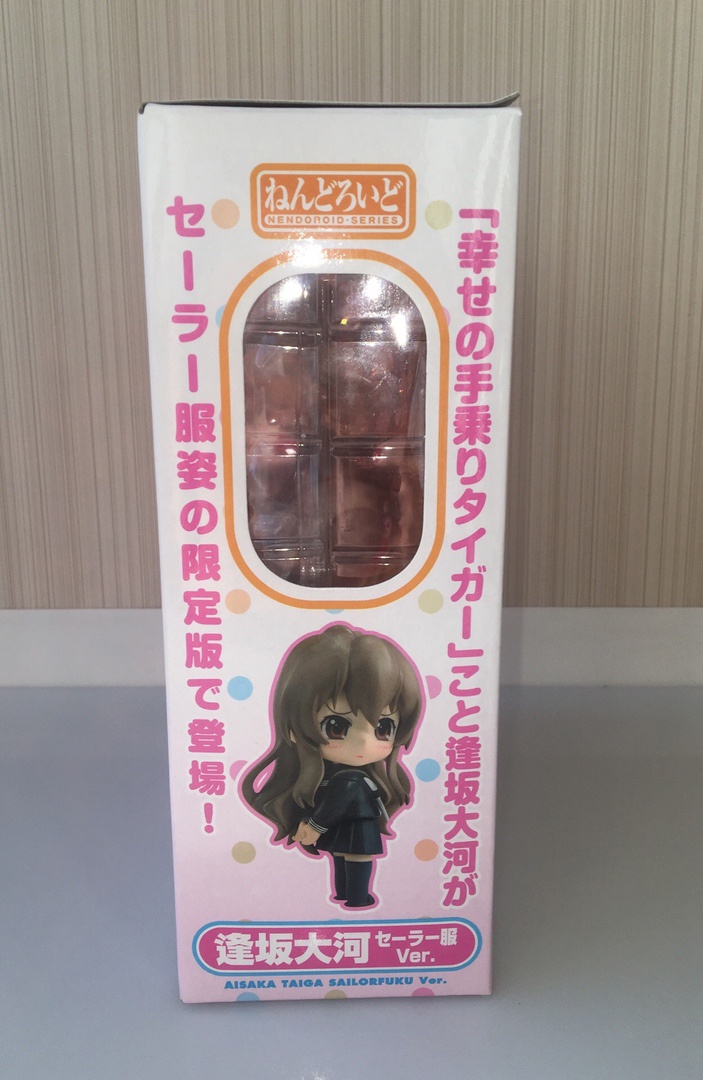 ねんどろいど
NENDOROID-SERIES
「幸せの手乗りタイガー」こと逢坂大河が
セーラー服姿の限定版で登場！
逢坂大河 セーラー服 Ver.
AISAKA TAIGA SAILORFUKU Ver.